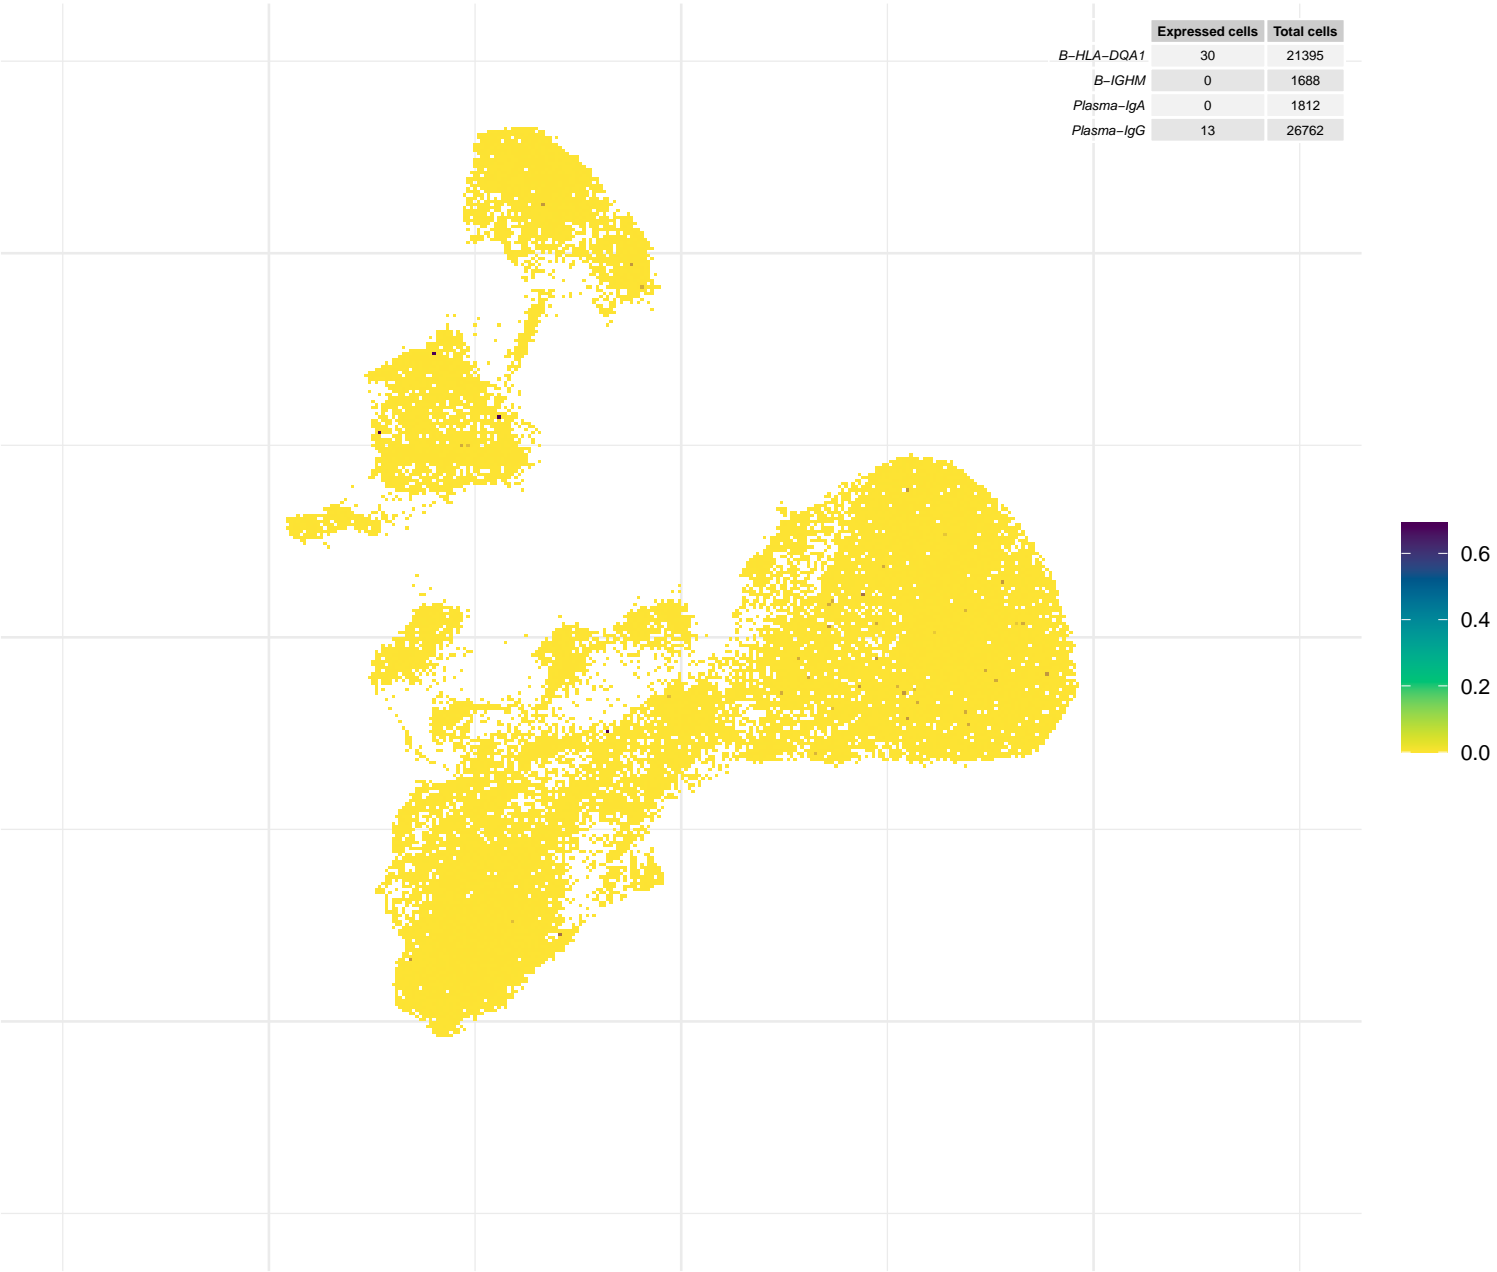 Expressed cells Total cells
B−HLA−DQA1 30 21395
B−IGHM 0 1688
Plasma−IgA 0 1812
Plasma−IgG 13 26762
0.6
0.4
0.2
0.0